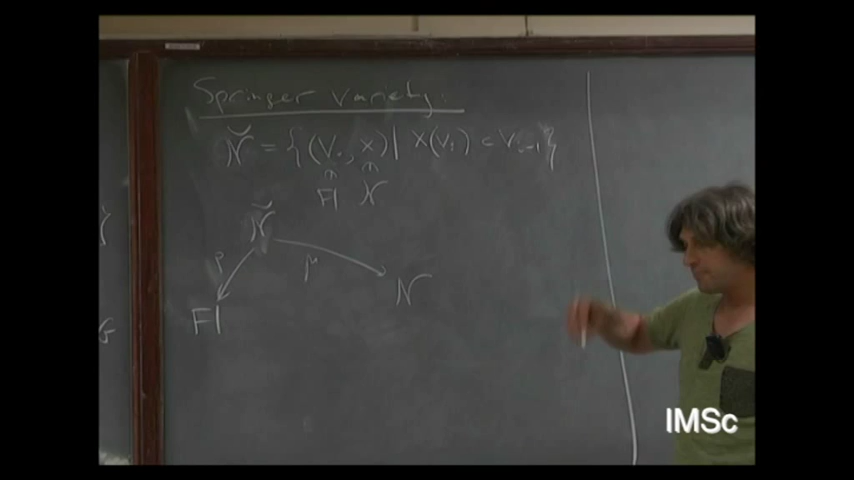 Springer Variety:
Ñ = { (V., x) | x(Vᵢ) ⊂ Vᵢ₋₁ }
∈ ∈
Fl N
Ñ
p μ
N
Fl
G
IMSc